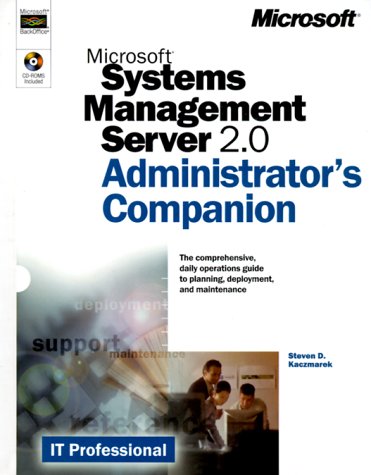 Microsoft
BackOffice
CD-ROMS
Included
Microsoft
Microsoft
Systems
Management
Server 2.0
Administrator's
Companion
The comprehensive,
daily operations guide
to planning, deployment,
and maintenance
deployment
support
maintenance
reference
Steven D.
Kaczmarek
IT Professional